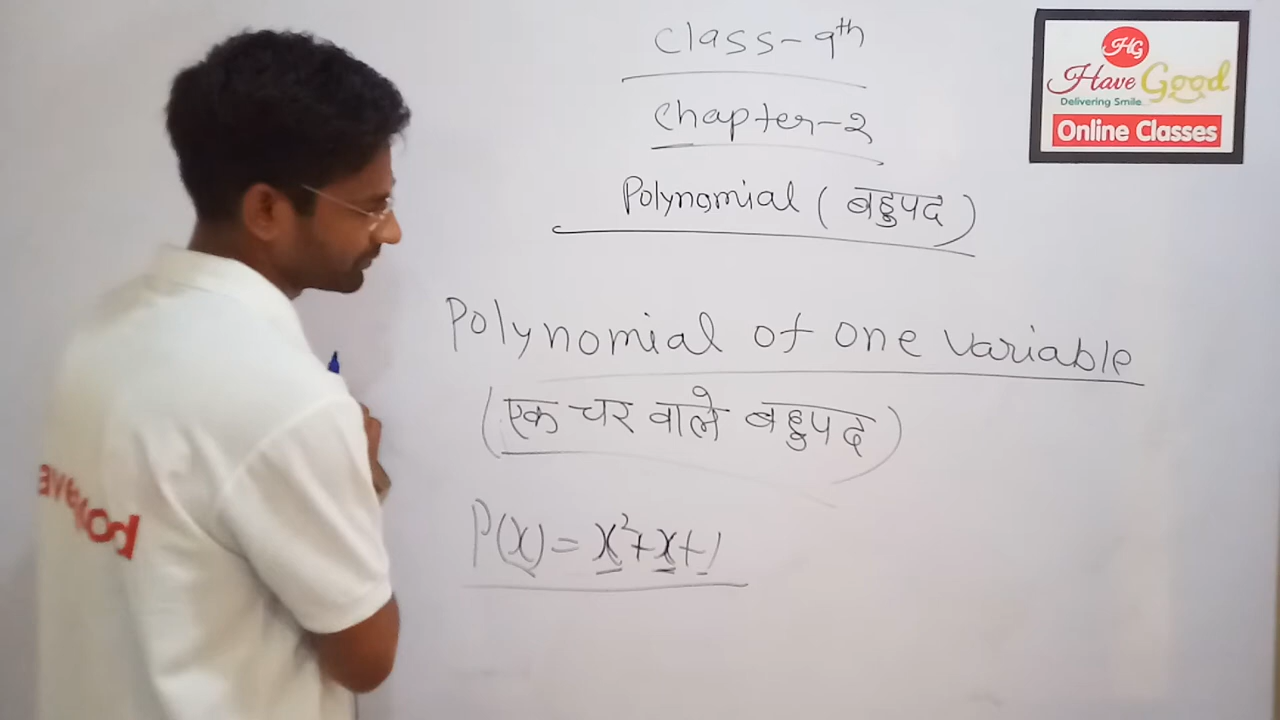 Class-9th
Chapter-2
Polynomial (बहुपद)
Polynomial of one variable
(एक चर वाले बहुपद)
P(x) = x²+x+1
HG
Have Good
Delivering Smile...
Online Classes